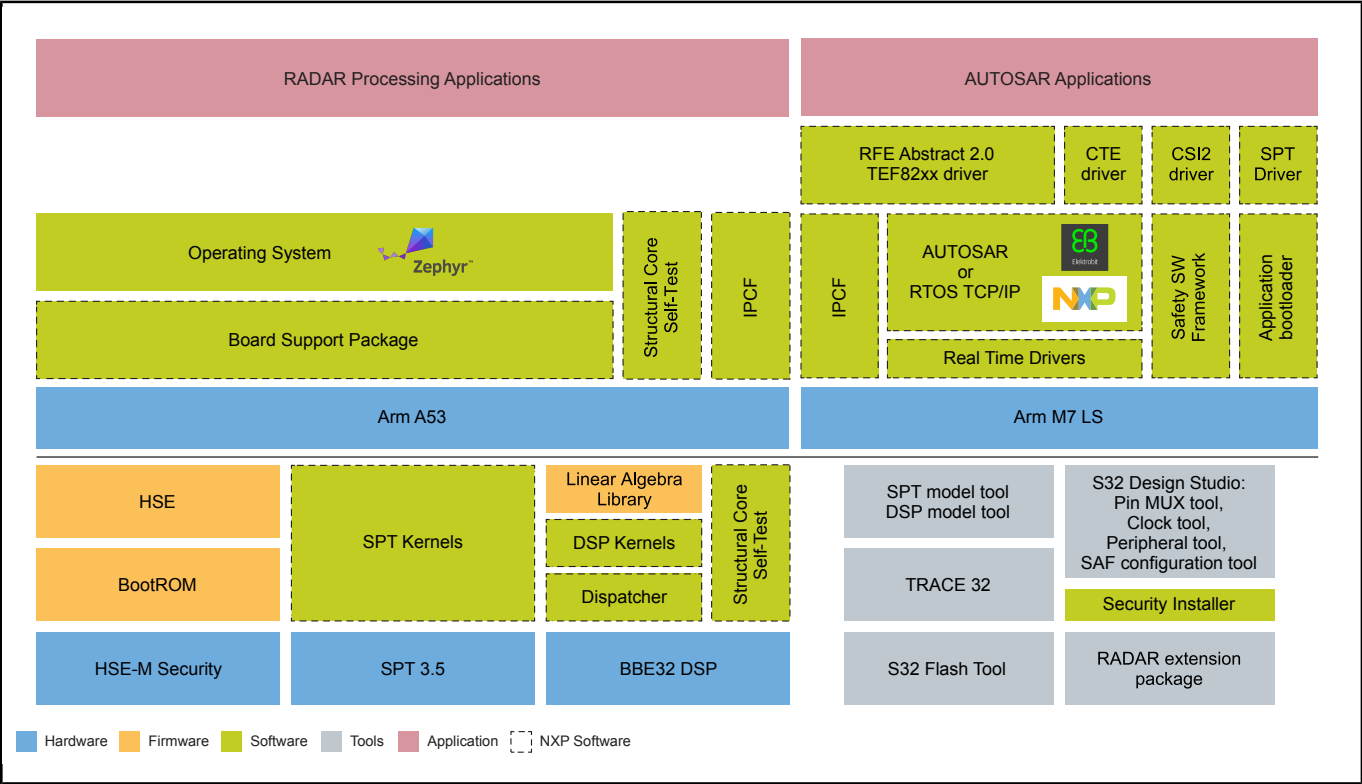 RADAR Processing Applications
AUTOSAR Applications
RFE Abstract 2.0
TEF82xx driver
CTE
driver
CSI2
driver
SPT
Driver
Operating System
Zephyr™
Board Support Package
Structural Core
Self-Test
IPCF
IPCF
AUTOSAR
or
RTOS TCP/IP
EB
Elektrobit
NXP
Real Time Drivers
Safety SW
Framework
Application
bootloader
Arm A53
Arm M7 LS
HSE
BootROM
HSE-M Security
SPT Kernels
SPT 3.5
Linear Algebra
Library
DSP Kernels
Dispatcher
Structural Core
Self-Test
BBE32 DSP
SPT model tool
DSP model tool
TRACE 32
S32 Flash Tool
S32 Design Studio:
Pin MUX tool,
Clock tool,
Peripheral tool,
SAF configuration tool
Security Installer
RADAR extension
package
Hardware
Firmware
Software
Tools
Application
NXP Software